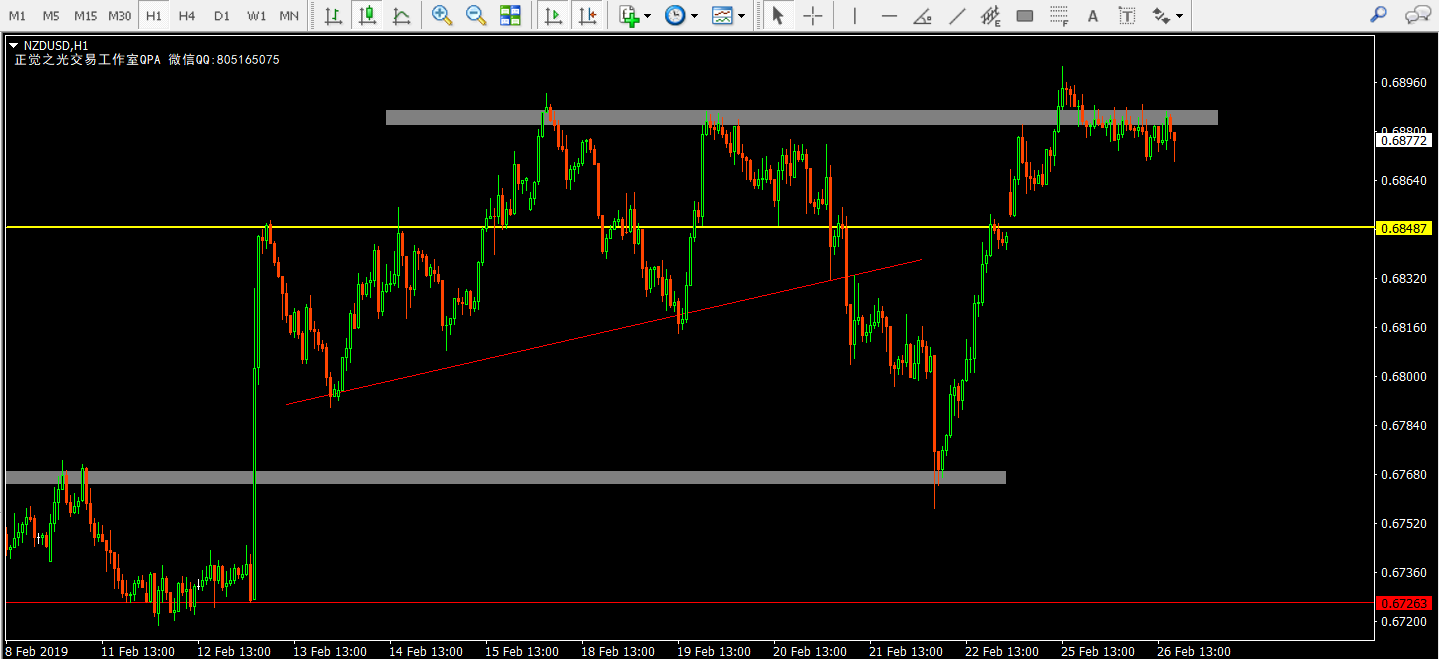 M1 M5 M15 M30 H1 H4 D1 W1 MN
E F A T
NZDUSD,H1
正觉之光交易工作室QPA 微信QQ:805165075
0.68960
0.68800
0.68772
0.68640
0.68487
0.68320
0.68160
0.68000
0.67840
0.67680
0.67520
0.67360
0.67263
0.67200
8 Feb 2019 11 Feb 13:00 12 Feb 13:00 13 Feb 13:00 14 Feb 13:00 15 Feb 13:00 18 Feb 13:00 19 Feb 13:00 20 Feb 13:00 21 Feb 13:00 22 Feb 13:00 25 Feb 13:00 26 Feb 13:00